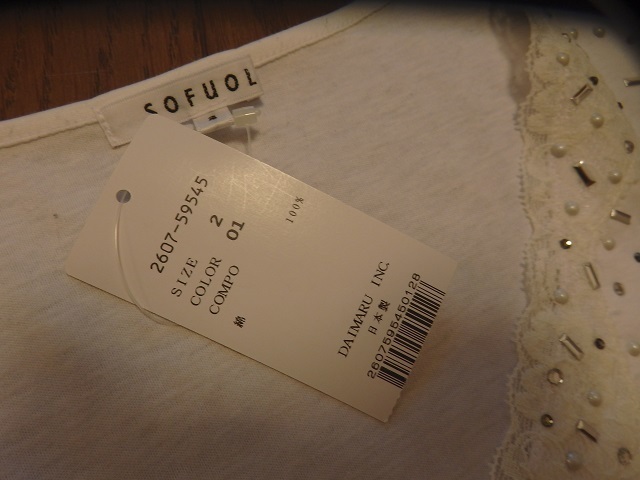 SOFUOL
2607-59545
SIZE 2
COLOR 01
COMPO
綿 100%
DAIMARU INC.
日本製
2607595450128